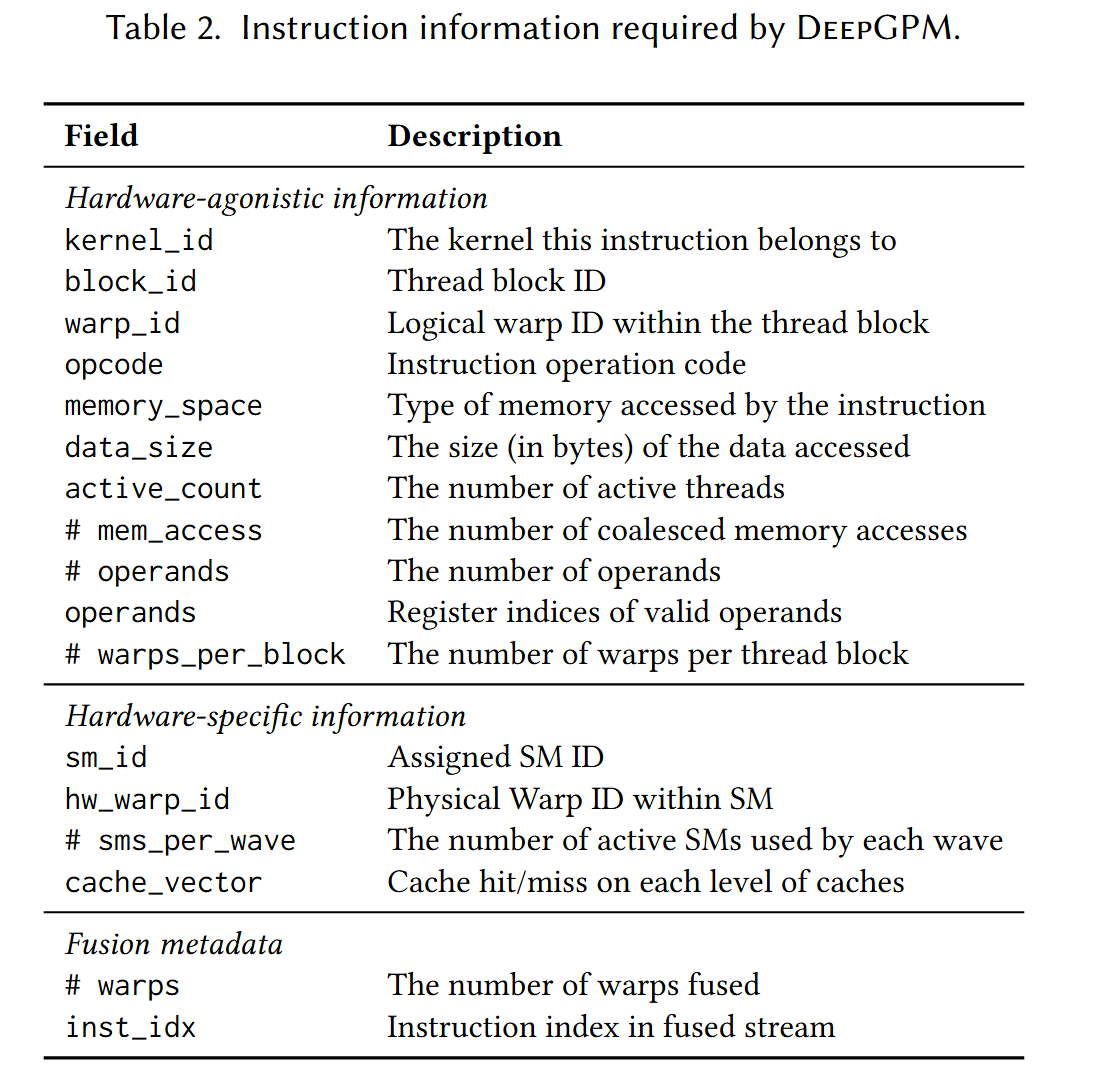 Table 2. Instruction information required by DEEPGPM.
Field Description
Hardware-agonistic information
kernel_id The kernel this instruction belongs to
block_id Thread block ID
warp_id Logical warp ID within the thread block
opcode Instruction operation code
memory_space Type of memory accessed by the instruction
data_size The size (in bytes) of the data accessed
active_count The number of active threads
# mem_access The number of coalesced memory accesses
# operands The number of operands
operands Register indices of valid operands
# warps_per_block The number of warps per thread block
Hardware-specific information
sm_id Assigned SM ID
hw_warp_id Physical Warp ID within SM
# sms_per_wave The number of active SMs used by each wave
cache_vector Cache hit/miss on each level of caches
Fusion metadata
# warps The number of warps fused
inst_idx Instruction index in fused stream